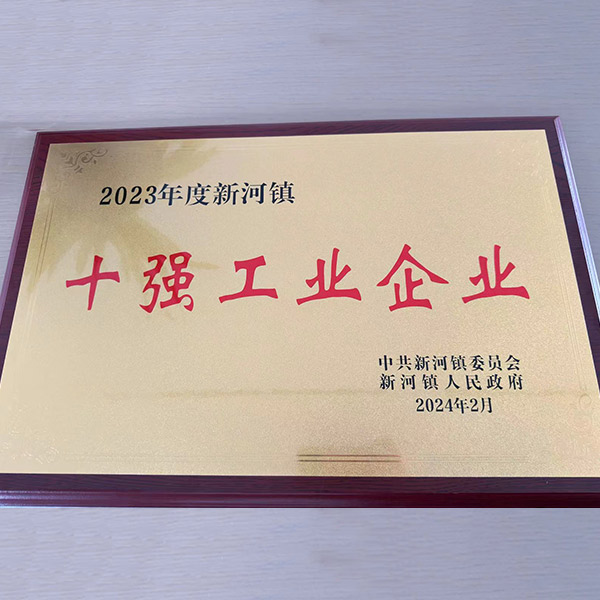 2023年度新河镇
十强工业企业
中共新河镇委员会
新河镇人民政府
2024年2月